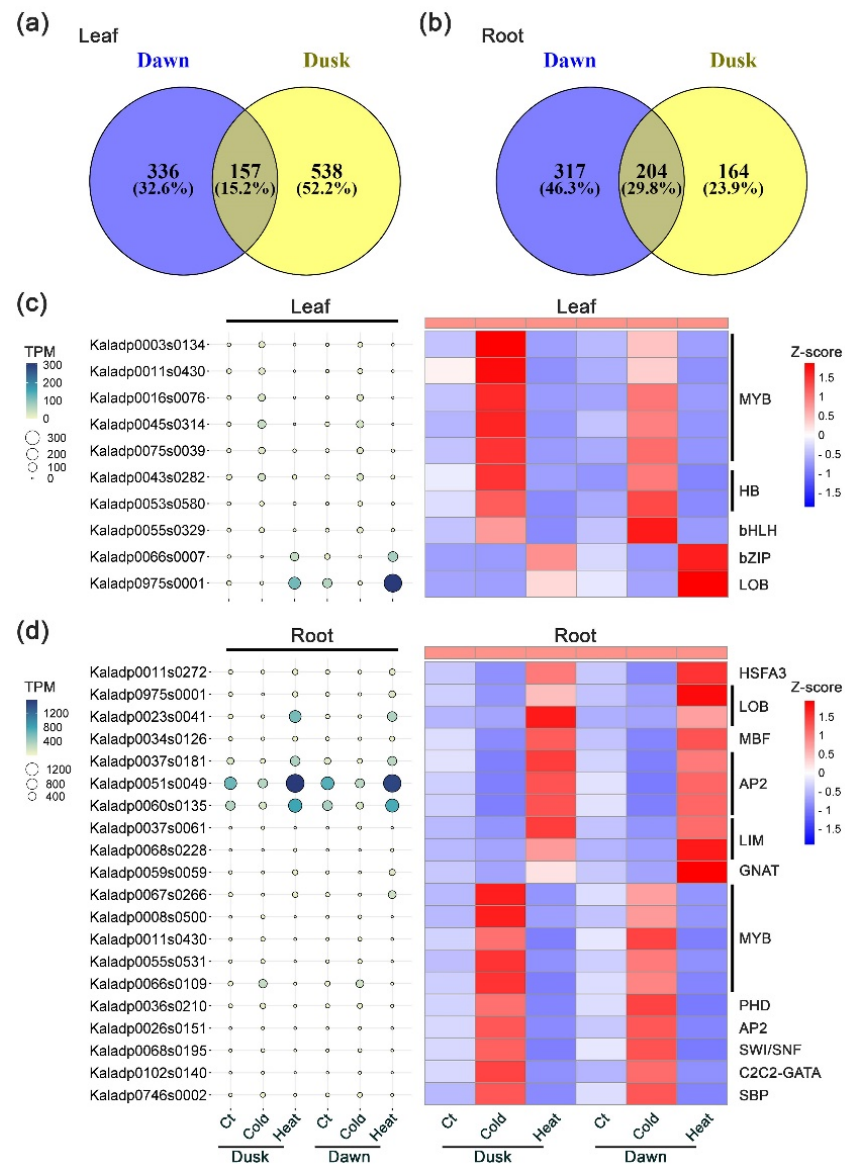 (a) Leaf
Dawn Dusk
336 157 538
(32.6%) (15.2%) (52.2%)
(b) Root
Dawn Dusk
317 204 164
(46.3%) (29.8%) (23.9%)
(c)
Leaf
Leaf
TPM
300
200
100
0
300
200
100
0
Kaladp0003s0134
Kaladp0011s0430
Kaladp0016s0076
Kaladp0045s0314
Kaladp0075s0039
Kaladp0043s0282
Kaladp0053s0580
Kaladp0055s0329
Kaladp0066s0007
Kaladp0975s0001
MYB
HB
bHLH
bZIP
LOB
Z-score
1.5
1
0.5
0
- 0.5
- 1
- 1.5
(d)
Root
Root
TPM
1200
800
400
1200
800
400
Kaladp0011s0272
Kaladp0975s0001
Kaladp0023s0041
Kaladp0034s0126
Kaladp0037s0181
Kaladp0051s0049
Kaladp0060s0135
Kaladp0037s0061
Kaladp0068s0228
Kaladp0059s0059
Kaladp0067s0266
Kaladp0008s0500
Kaladp0011s0430
Kaladp0055s0531
Kaladp0066s0109
Kaladp0036s0210
Kaladp0026s0151
Kaladp0068s0195
Kaladp0102s0140
Kaladp0746s0002
HSFA3
LOB
MBF
AP2
LIM
GNAT
MYB
PHD
AP2
SWI/SNF
C2C2-GATA
SBP
Z-score
1.5
1
0.5
0
- 0.5
- 1
- 1.5
Ct Cold Heat Ct Cold Heat
Dusk Dawn
Ct Cold Heat Ct Cold Heat
Dusk Dawn